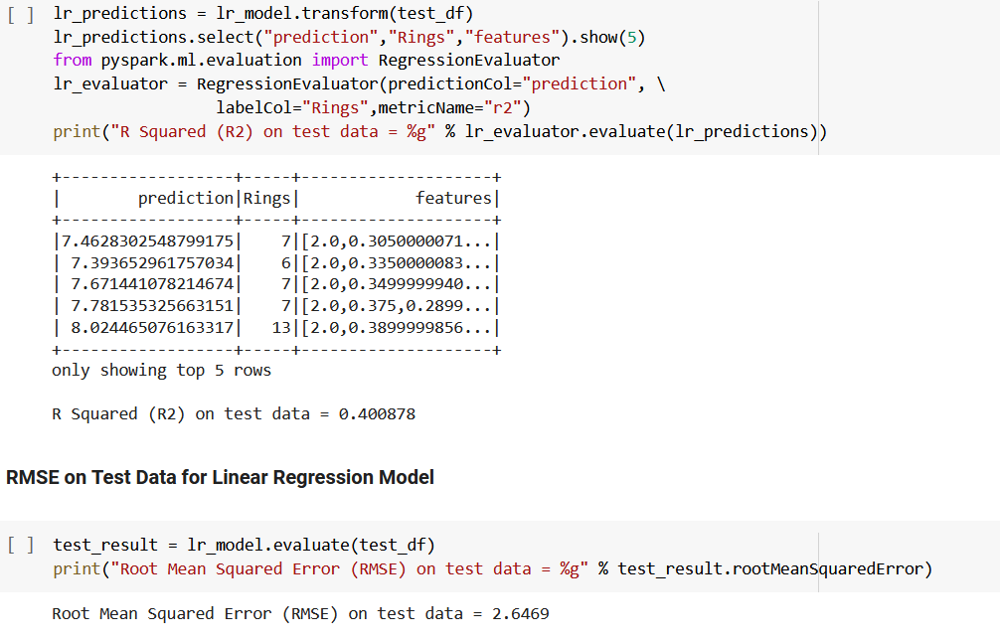 [ ] lr_predictions = lr_model.transform(test_df)
lr_predictions.select("prediction","Rings","features").show(5)
from pyspark.ml.evaluation import RegressionEvaluator
lr_evaluator = RegressionEvaluator(predictionCol="prediction", \
                 labelCol="Rings",metricName="r2")
print("R Squared (R2) on test data = %g" % lr_evaluator.evaluate(lr_predictions))
+------------------+-----+--------------------+
|        prediction|Rings|            features|
+------------------+-----+--------------------+
|7.4628302548799175|    7|[2.0,0.3050000071...|
| 7.393652961757034|    6|[2.0,0.3350000083...|
| 7.671441078214674|    7|[2.0,0.3499999940...|
| 7.781535325663151|    7|[2.0,0.375,0.2899...|
| 8.024465076163317|   13|[2.0,0.3899999856...|
+------------------+-----+--------------------+
only showing top 5 rows
R Squared (R2) on test data = 0.400878
RMSE on Test Data for Linear Regression Model
[ ] test_result = lr_model.evaluate(test_df)
print("Root Mean Squared Error (RMSE) on test data = %g" % test_result.rootMeanSquaredError)
Root Mean Squared Error (RMSE) on test data = 2.6469